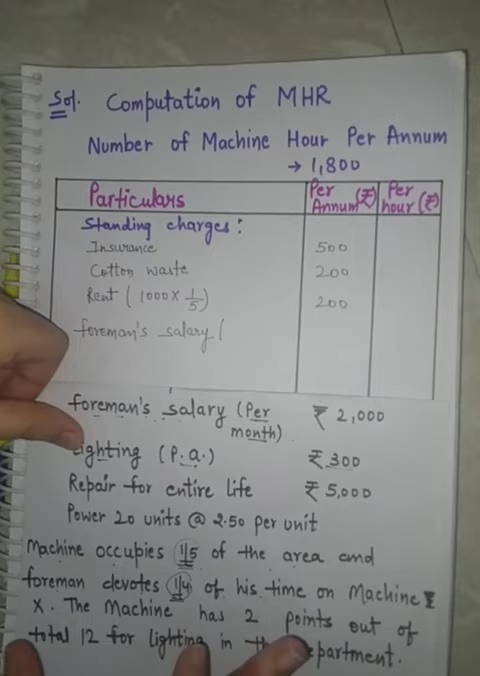 Sol. Computation of MHR
Number of Machine Hour Per Annum
→ 1,800
Particulars Per Annum (₹) Per hour (₹)
Standing charges:
Insurance 500
Cotton waste 200
Rent (1000 × 1/5) 200
foreman's salary (
foreman's salary (Per month) ₹ 2,000
Lighting (P.a.) ₹ 300
Repair for entire life ₹ 5,000
Power 20 units @ 2.50 per unit
Machine occupies 1/5 of the area and
foreman devotes 1/4 of his time on Machine
X. The Machine has 2 points out of
total 12 for lighting in the department.